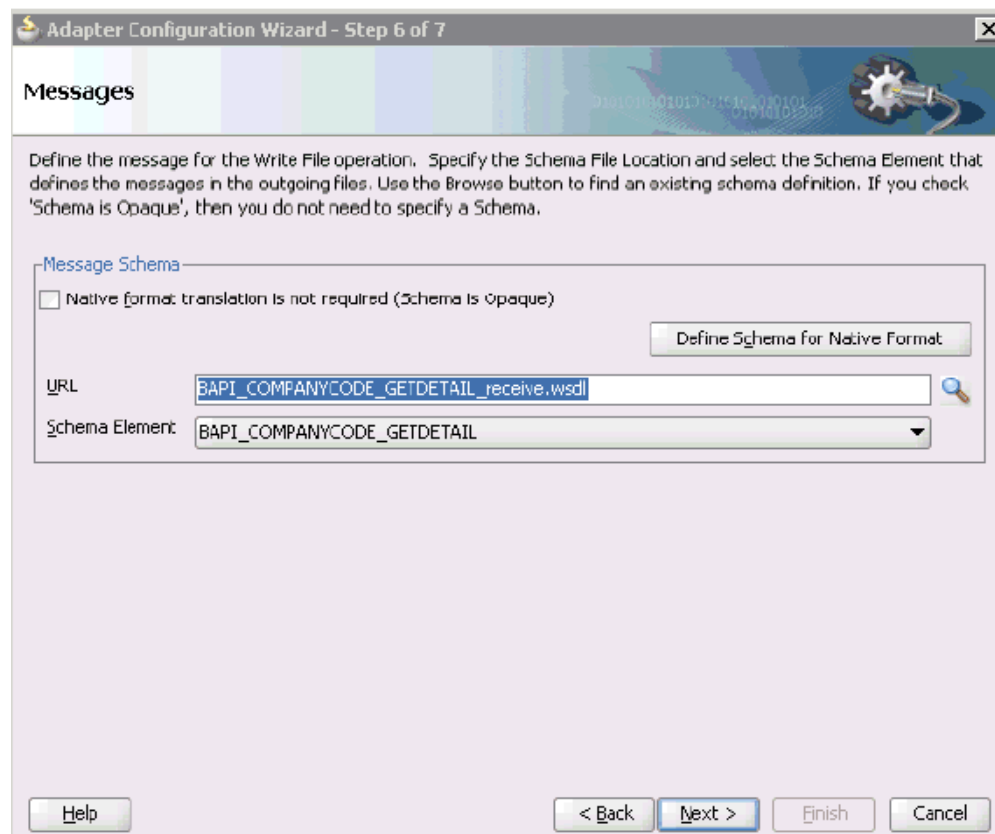 Adapter Configuration Wizard - Step 6 of 7
Messages
Define the message for the Write File operation. Specify the Schema File Location and select the Schema Element that
defines the messages in the outgoing files. Use the Browse button to find an existing schema definition. If you check
'Schema is Opaque', then you do not need to specify a Schema.
Message Schema
Native format translation is not required (Schema is Opaque)
Define Schema for Native Format
URL BAPI_COMPANYCODE_GETDETAIL_receive.wsdl
Schema Element BAPI_COMPANYCODE_GETDETAIL
Help < Back Next > Finish Cancel